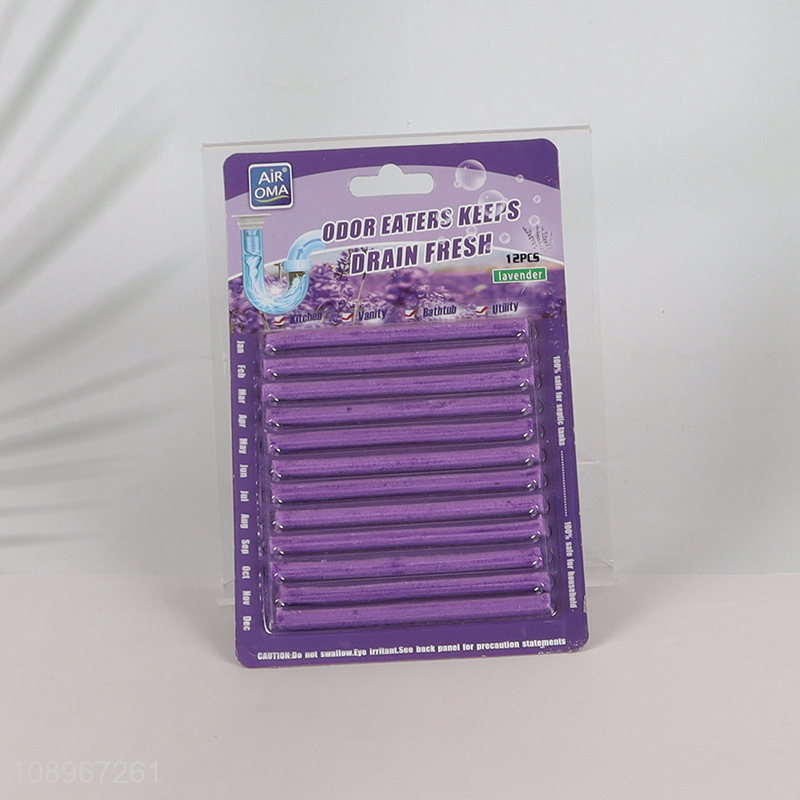 AiR®
OMA
ODOR EATERS KEEPS
DRAIN FRESH
12PCS
lavender
Kitchen Vanity Bathtub Utility
Jan Feb Mar Apr May Jun Jul Aug Sep Oct Nov Dec
100% safe for septic tanks ................... 100% safe for household
CAUTION:Do not swallow.Eye irritant.See back panel for precaution statements
108967261